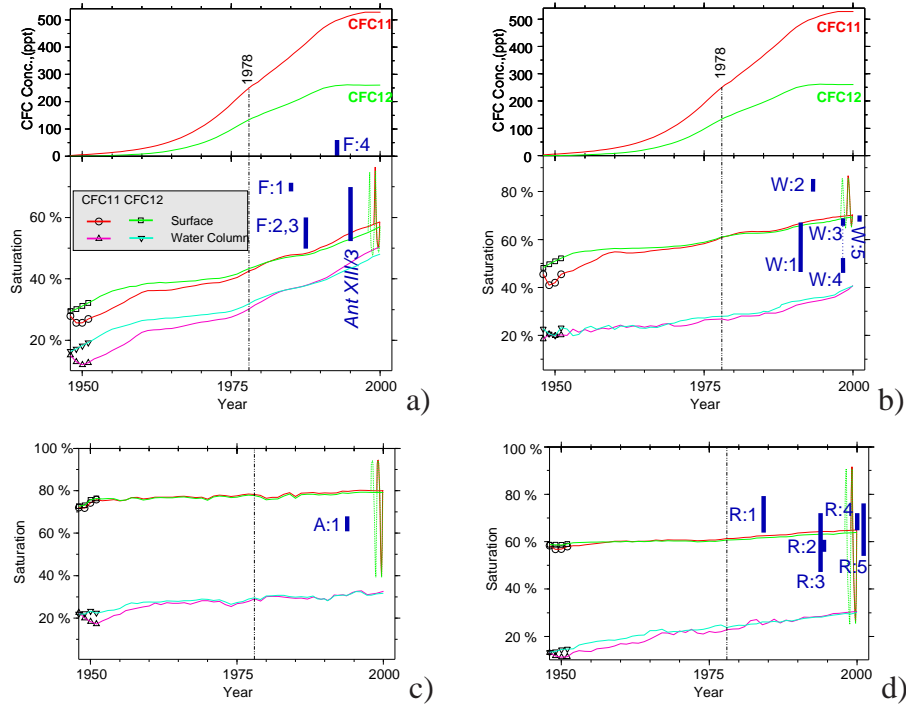 CFC Conc.,(ppt)
500
400
300
200
100
0
1978
CFC11
CFC12
F:4
Saturation
60 %
40 %
20 %
CFC11 CFC12
Surface
Water Column
F:1
F:2,3
Ant XIII/3
1950
1975
2000
Year
a)
CFC Conc.,(ppt)
500
400
300
200
100
0
1978
CFC11
CFC12
Saturation
80 %
60 %
40 %
20 %
W:2
W:3
W:5
W:1
W:4
1950
1975
2000
Year
b)
Saturation
100 %
80 %
60 %
40 %
20 %
A:1
1950
1975
2000
Year
c)
Saturation
100 %
80 %
60 %
40 %
20 %
R:1
R:4
R:2
R:3
R:5
1950
1975
2000
Year
d)